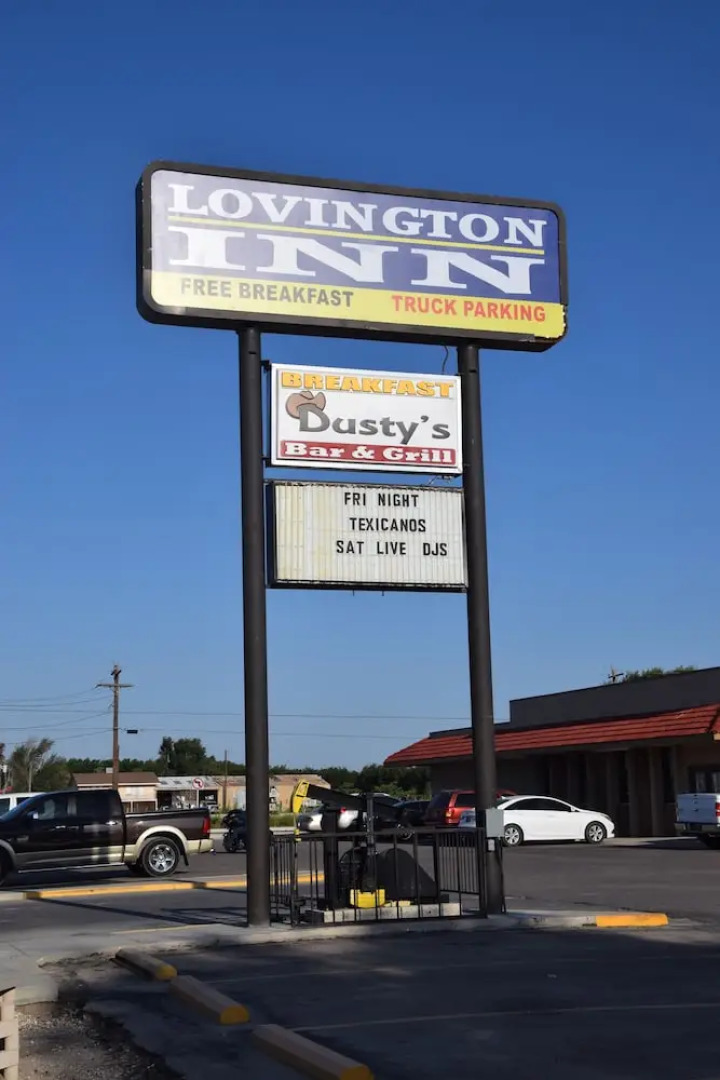 LOVINGTON
INN
FREE BREAKFAST TRUCK PARKING
BREAKFAST
Dusty's
Bar & Grill
FRI NIGHT
TEXICANOS
SAT LIVE DJS